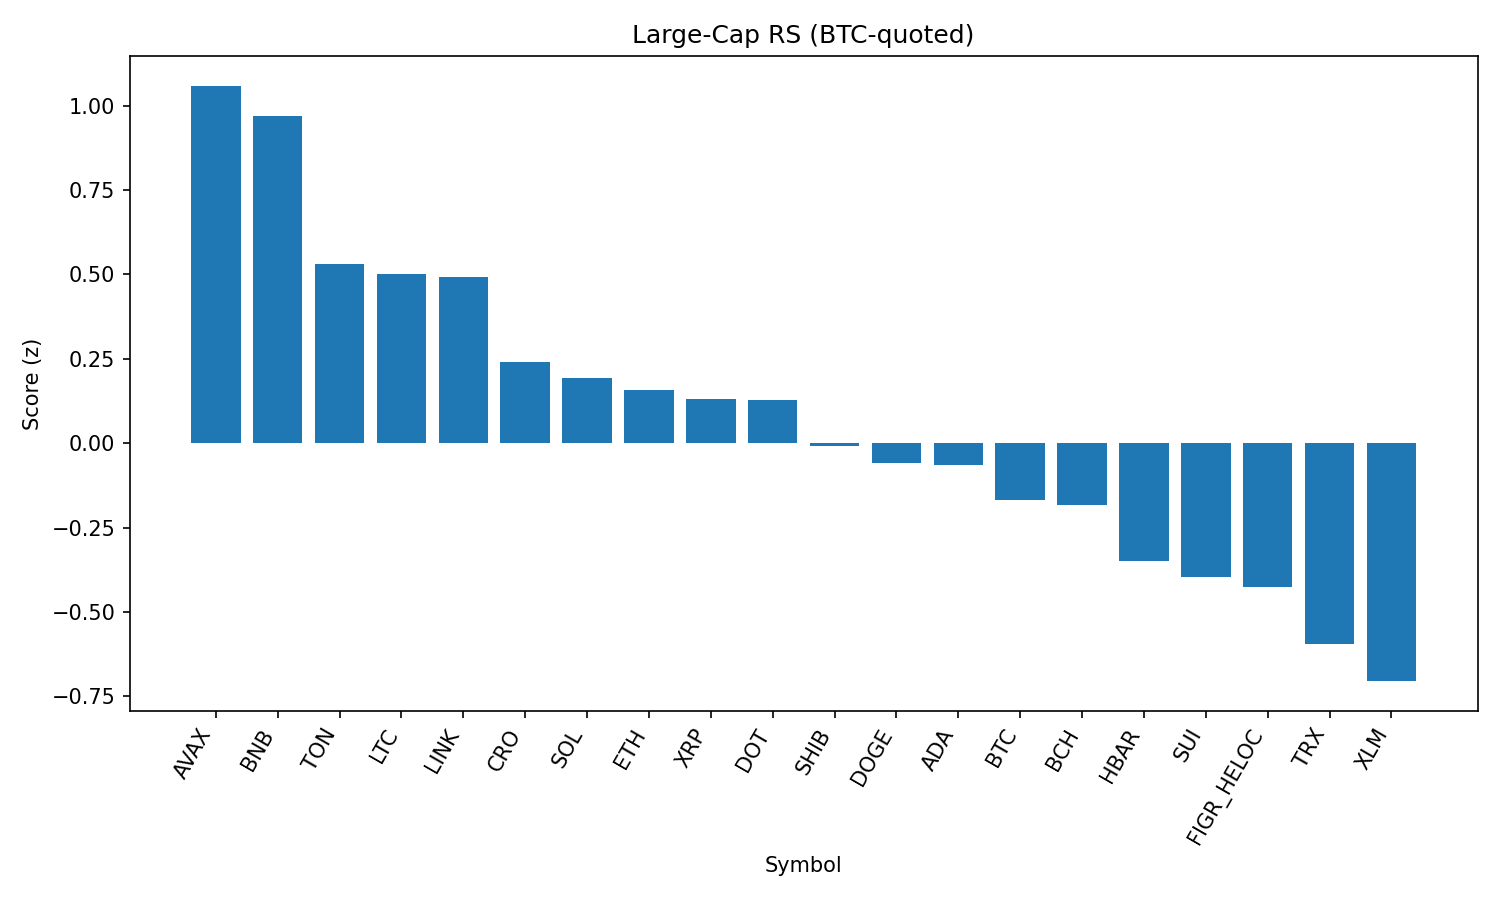 Large-Cap RS (BTC-quoted)
Score (z)
1.00
0.75
0.50
0.25
0.00
−0.25
−0.50
−0.75
AVAX
BNB
TON
LTC
LINK
CRO
SOL
ETH
XRP
DOT
SHIB
DOGE
ADA
BTC
BCH
HBAR
SUI
FIGR_HELOC
TRX
XLM
Symbol